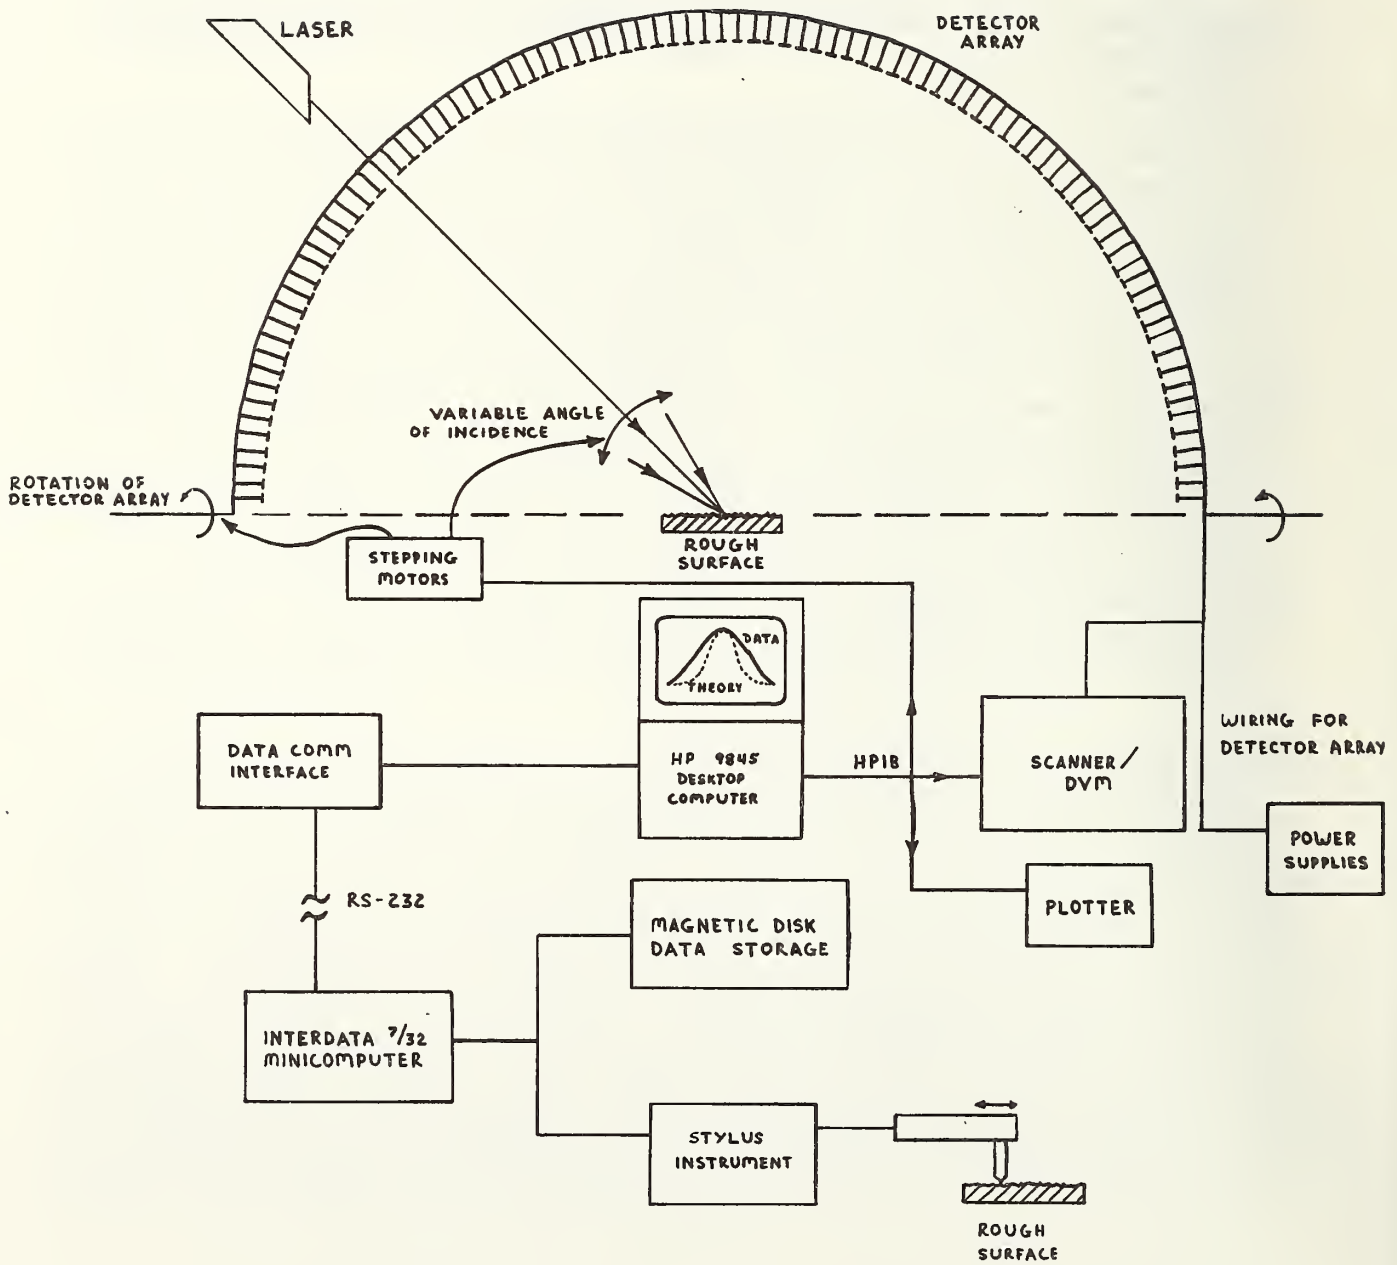 LASER
DETECTOR
ARRAY
VARIABLE ANGLE
OF INCIDENCE
ROTATION OF
DETECTOR ARRAY
STEPPING
MOTORS
ROUGH
SURFACE
DATA
THEORY
DATA COMM
INTERFACE
HP 9845
DESKTOP
COMPUTER
HPIB
SCANNER/
DVM
WIRING FOR
DETECTOR ARRAY
POWER
SUPPLIES
PLOTTER
RS-232
MAGNETIC DISK
DATA STORAGE
INTERDATA 7/32
MINICOMPUTER
STYLUS
INSTRUMENT
ROUGH
SURFACE